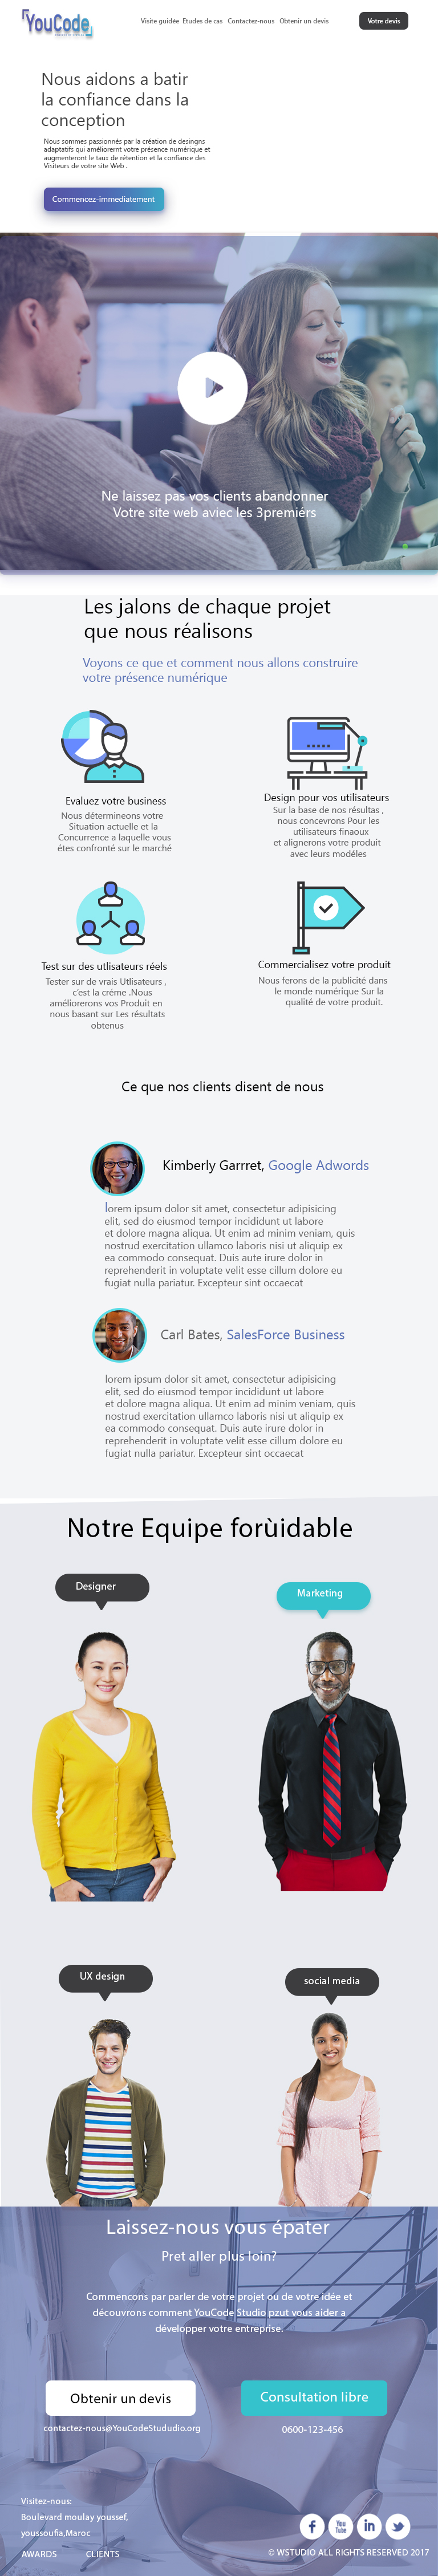 YouCode
Visite guidée Etudes de cas Contactez-nous Obtenir un devis
Votre devis
Nous aidons a batir
la confiance dans la
conception
Nous sommes passionnés par la création de desingns
adaptatifs qui amélioreront votre présence numérique et
augmenteront le taus de rétention et la confiance des
Visiteurs de votre site Web .
Commencez-immediatement
Ne laissez pas vos clients abandonner
Votre site web aviec les 3premiérs
Les jalons de chaque projet
que nous réalisons
Voyons ce que et comment nous allons construire
votre présence numérique
Evaluez votre business
Nous détermineons votre
Situation actuelle et la
Concurrence a laquelle vous
étes confronté sur le marché
Design pour vos utilisateurs
Sur la base de nos résultas ,
nous concevrons Pour les
utilisateurs finaoux
et alignerons votre produit
avec leurs modéles
Test sur des utlisateurs réels
Tester sur de vrais Utlisateurs ,
c'est la créme .Nous
améliorerons vos Produit en
nous basant sur Les résultats
obtenus
Commercialisez votre produit
Nous ferons de la publicité dans
le monde numérique Sur la
qualité de votre produit.
Ce que nos clients disent de nous
Kimberly Garrret, Google Adwords
lorem ipsum dolor sit amet, consectetur adipisicing
elit, sed do eiusmod tempor incididunt ut labore
et dolore magna aliqua. Ut enim ad minim veniam, quis
nostrud exercitation ullamco laboris nisi ut aliquip ex
ea commodo consequat. Duis aute irure dolor in
reprehenderit in voluptate velit esse cillum dolore eu
fugiat nulla pariatur. Excepteur sint occaecat
Carl Bates, SalesForce Business
lorem ipsum dolor sit amet, consectetur adipisicing
elit, sed do eiusmod tempor incididunt ut labore
et dolore magna aliqua. Ut enim ad minim veniam, quis
nostrud exercitation ullamco laboris nisi ut aliquip ex
ea commodo consequat. Duis aute irure dolor in
reprehenderit in voluptate velit esse cillum dolore eu
fugiat nulla pariatur. Excepteur sint occaecat
Notre Equipe forùidable
Designer
Marketing
UX design
social media
Laissez-nous vous épater
Pret aller plus loin?
Commencons par parler de votre projet ou de votre idée et
découvrons comment YouCode Studio pzut vous aider a
développer votre entreprise.
Obtenir un devis
Consultation libre
contactez-nous@YouCodeStududio.org
0600-123-456
Visitez-nous:
Boulevard moulay youssef,
youssoufia,Maroc
You
Tube
in
AWARDS CLIENTS
© WSTUDIO ALL RIGHTS RESERVED 2017